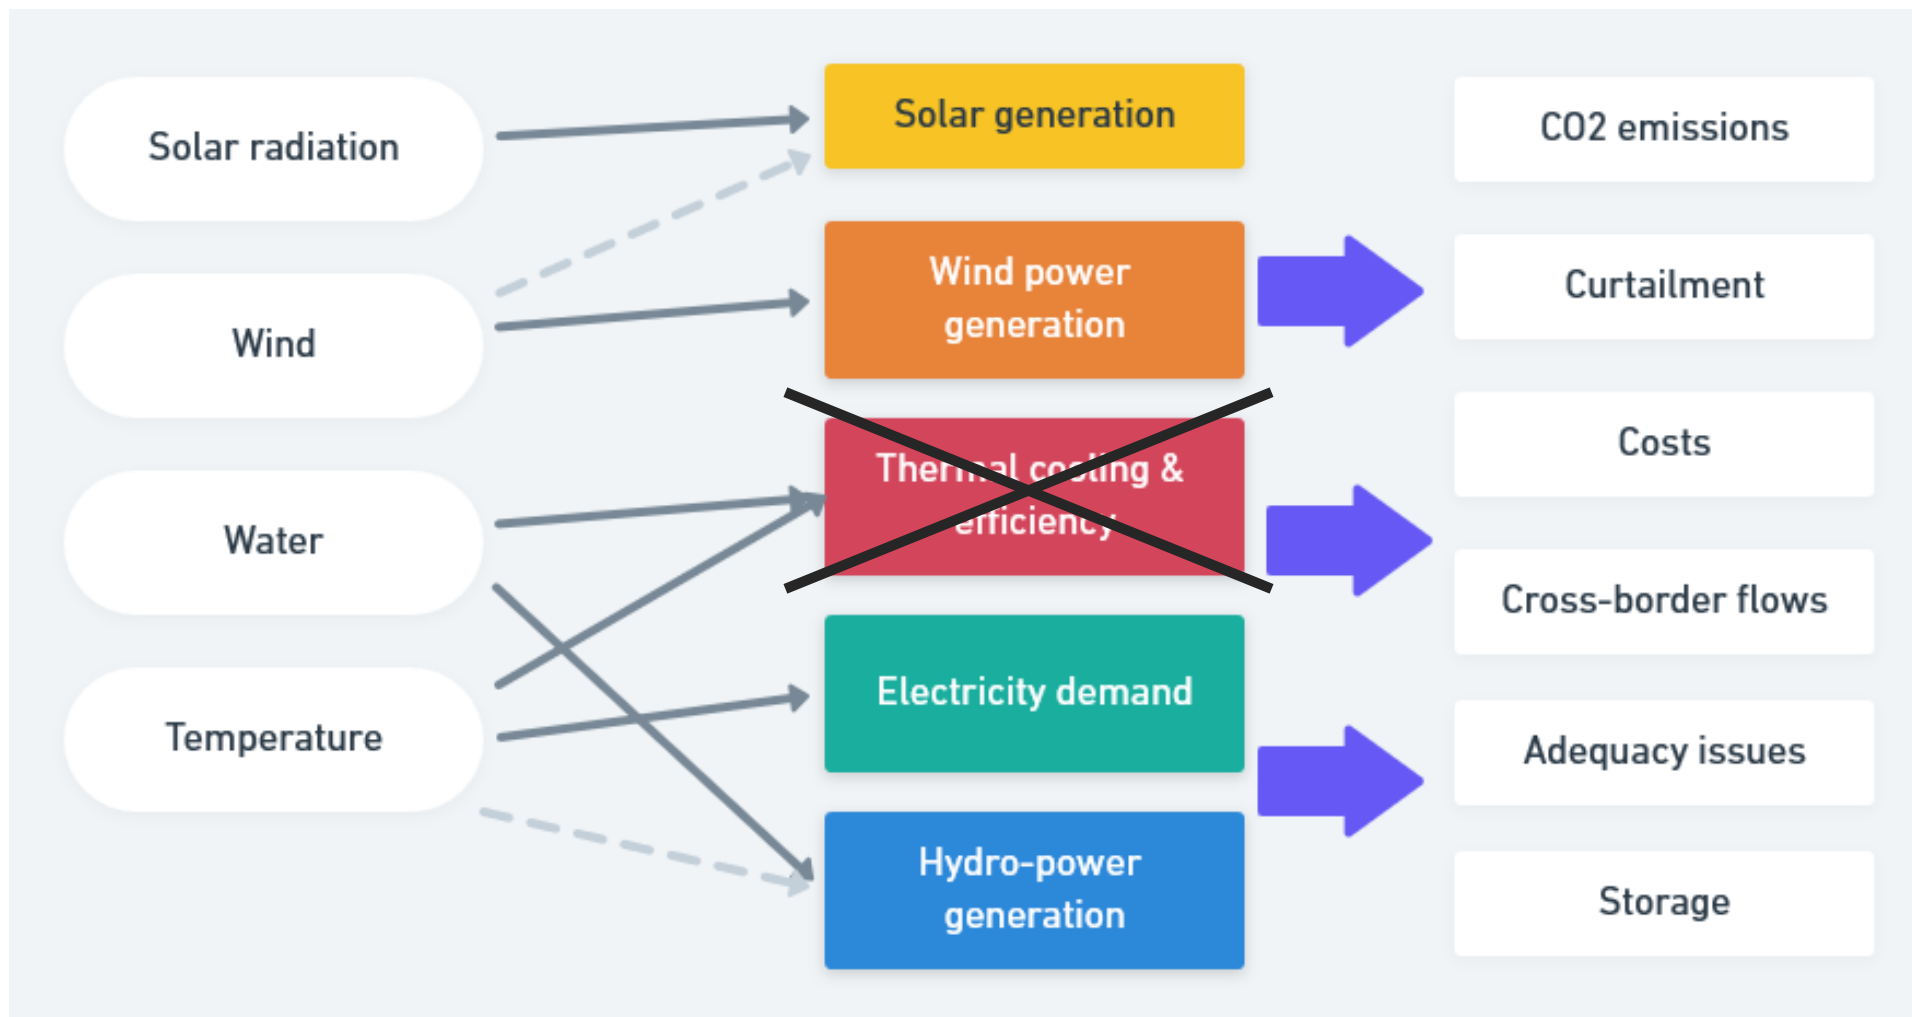 Solar radiation
Wind
Water
Temperature
Solar generation
Wind power
generation
Thermal cooling &
efficiency
Electricity demand
Hydro-power
generation
CO2 emissions
Curtailment
Costs
Cross-border flows
Adequacy issues
Storage